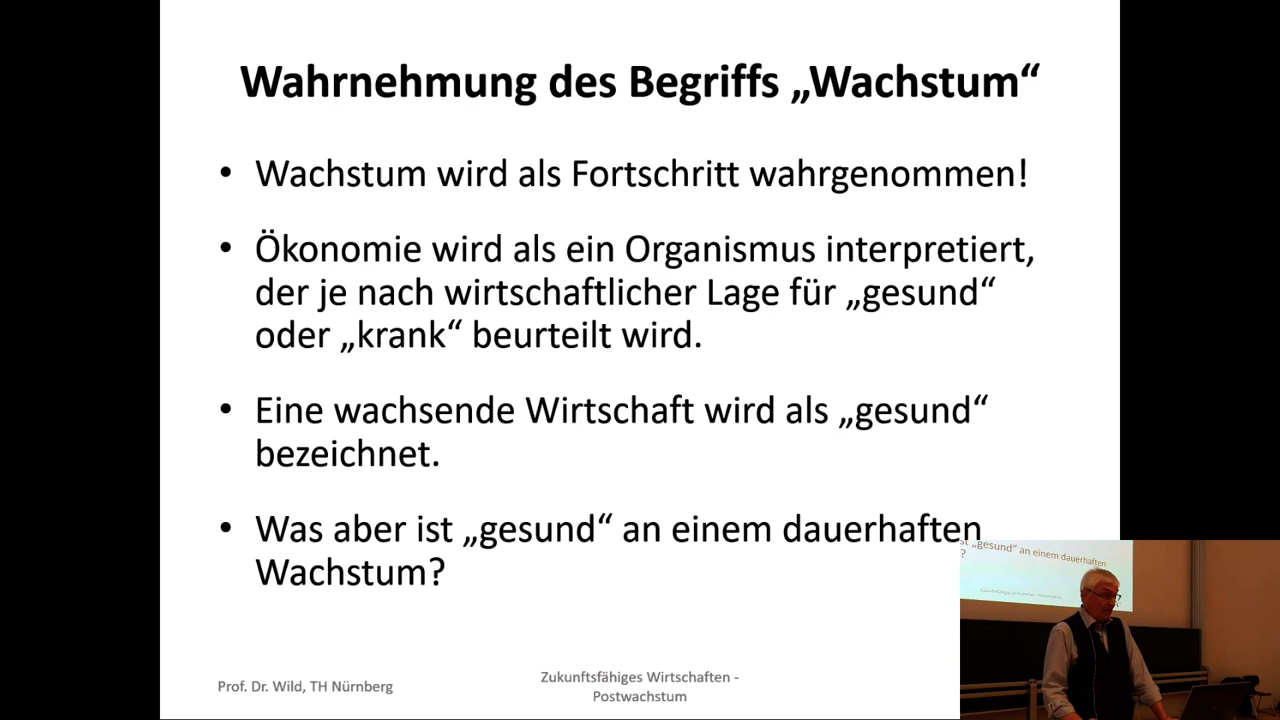 Wahrnehmung des Begriffs „Wachstum“
• Wachstum wird als Fortschritt wahrgenommen!
• Ökonomie wird als ein Organismus interpretiert,
der je nach wirtschaftlicher Lage für „gesund“
oder „krank“ beurteilt wird.
• Eine wachsende Wirtschaft wird als „gesund“
bezeichnet.
• Was aber ist „gesund“ an einem dauerhaften
Wachstum?
„gesund“ an einem dauerhaften
?
Prof. Dr. Wild, TH Nürnberg
Zukunftsfähiges Wirtschaften -
Postwachstum